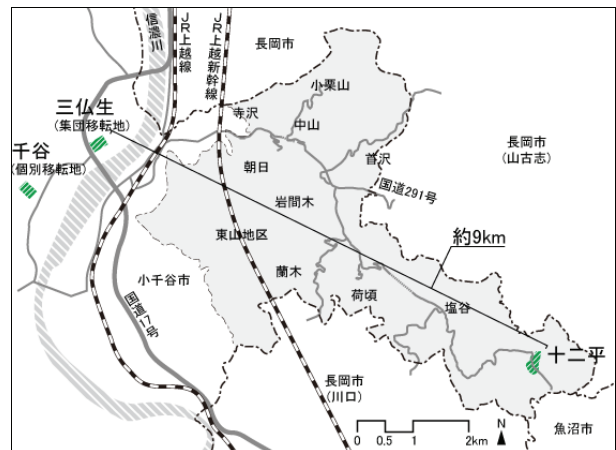 信濃川
JR上越線
JR上越新幹線
長岡市
小栗山
三仏生
(集団移転地)
寺沢
中山
千谷
(個別移転地)
朝日
首沢
長岡市
(山古志)
国道291号
岩間木
東山地区
約9km
蘭木
小千谷市
荷頃
塩谷
国道17号
十二平
長岡市
(川口)
魚沼市
0 0.5 1 2km
N